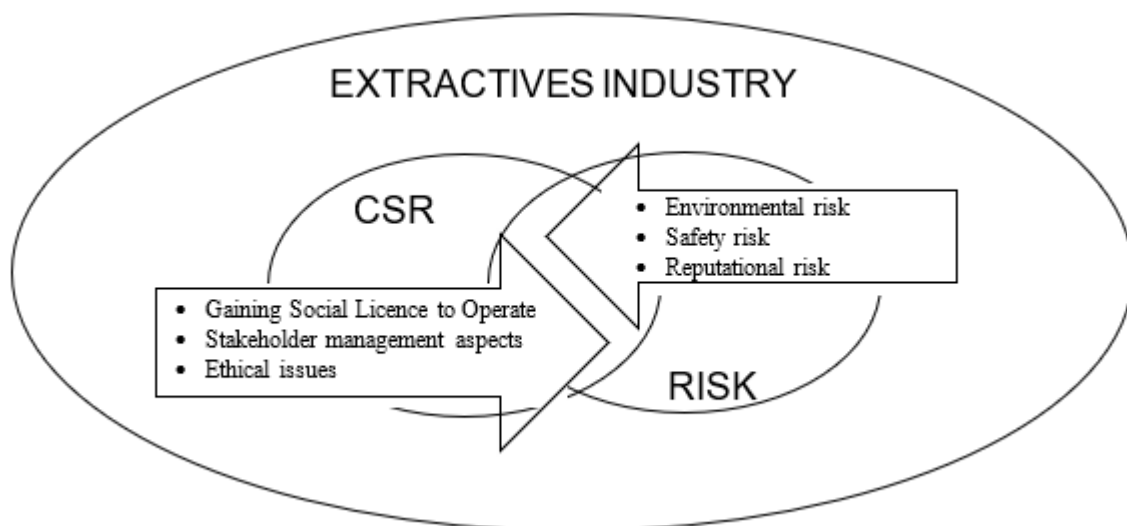 EXTRACTIVES INDUSTRY
CSR
• Environmental risk
• Safety risk
• Reputational risk
• Gaining Social Licence to Operate
• Stakeholder management aspects
• Ethical issues
RISK